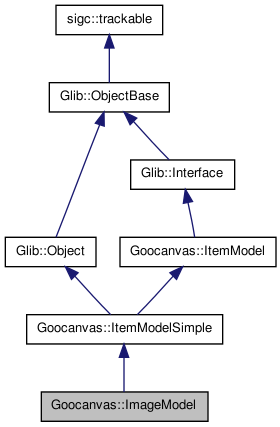 sigc::trackable
Glib::ObjectBase
Glib::Interface
Glib::Object
Goocanvas::ItemModel
Goocanvas::ItemModelSimple
Goocanvas::ImageModel